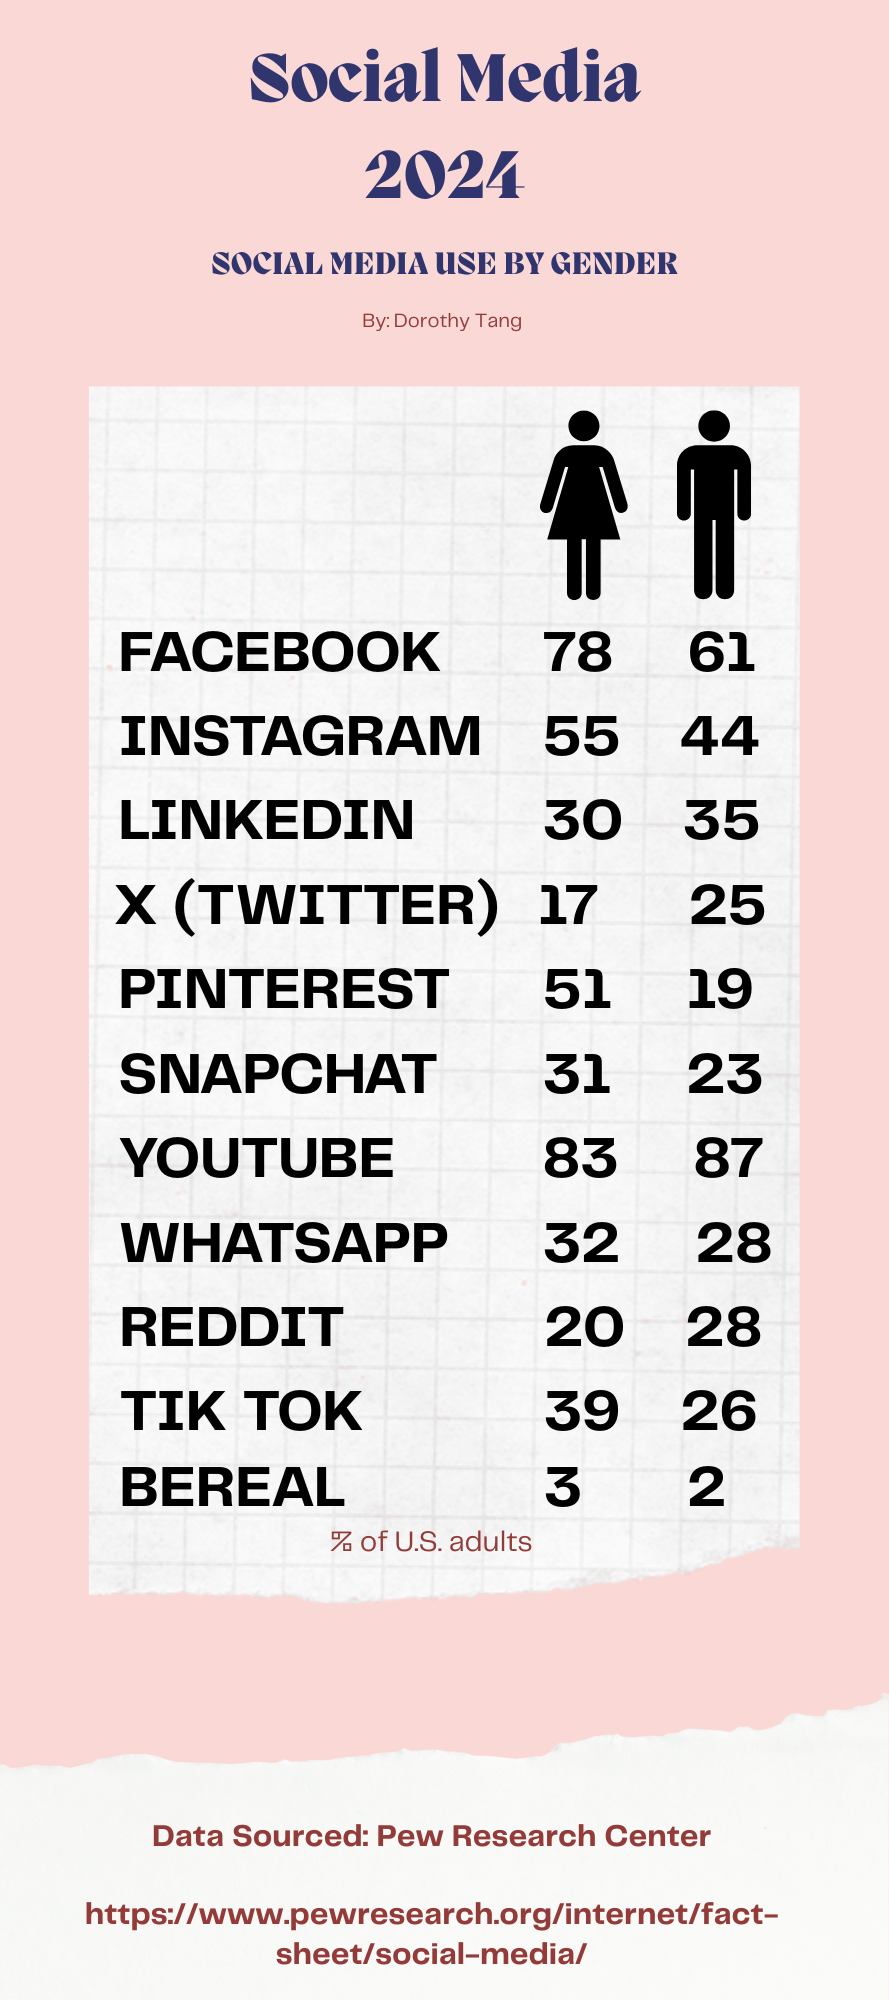 Social Media
2024
SOCIAL MEDIA USE BY GENDER
By: Dorothy Tang
FACEBOOK 78 61
INSTAGRAM 55 44
LINKEDIN 30 35
X (TWITTER) 17 25
PINTEREST 51 19
SNAPCHAT 31 23
YOUTUBE 83 87
WHATSAPP 32 28
REDDIT 20 28
TIK TOK 39 26
BEREAL 3 2
% of U.S. adults
Data Sourced: Pew Research Center
https://www.pewresearch.org/internet/fact-
sheet/social-media/